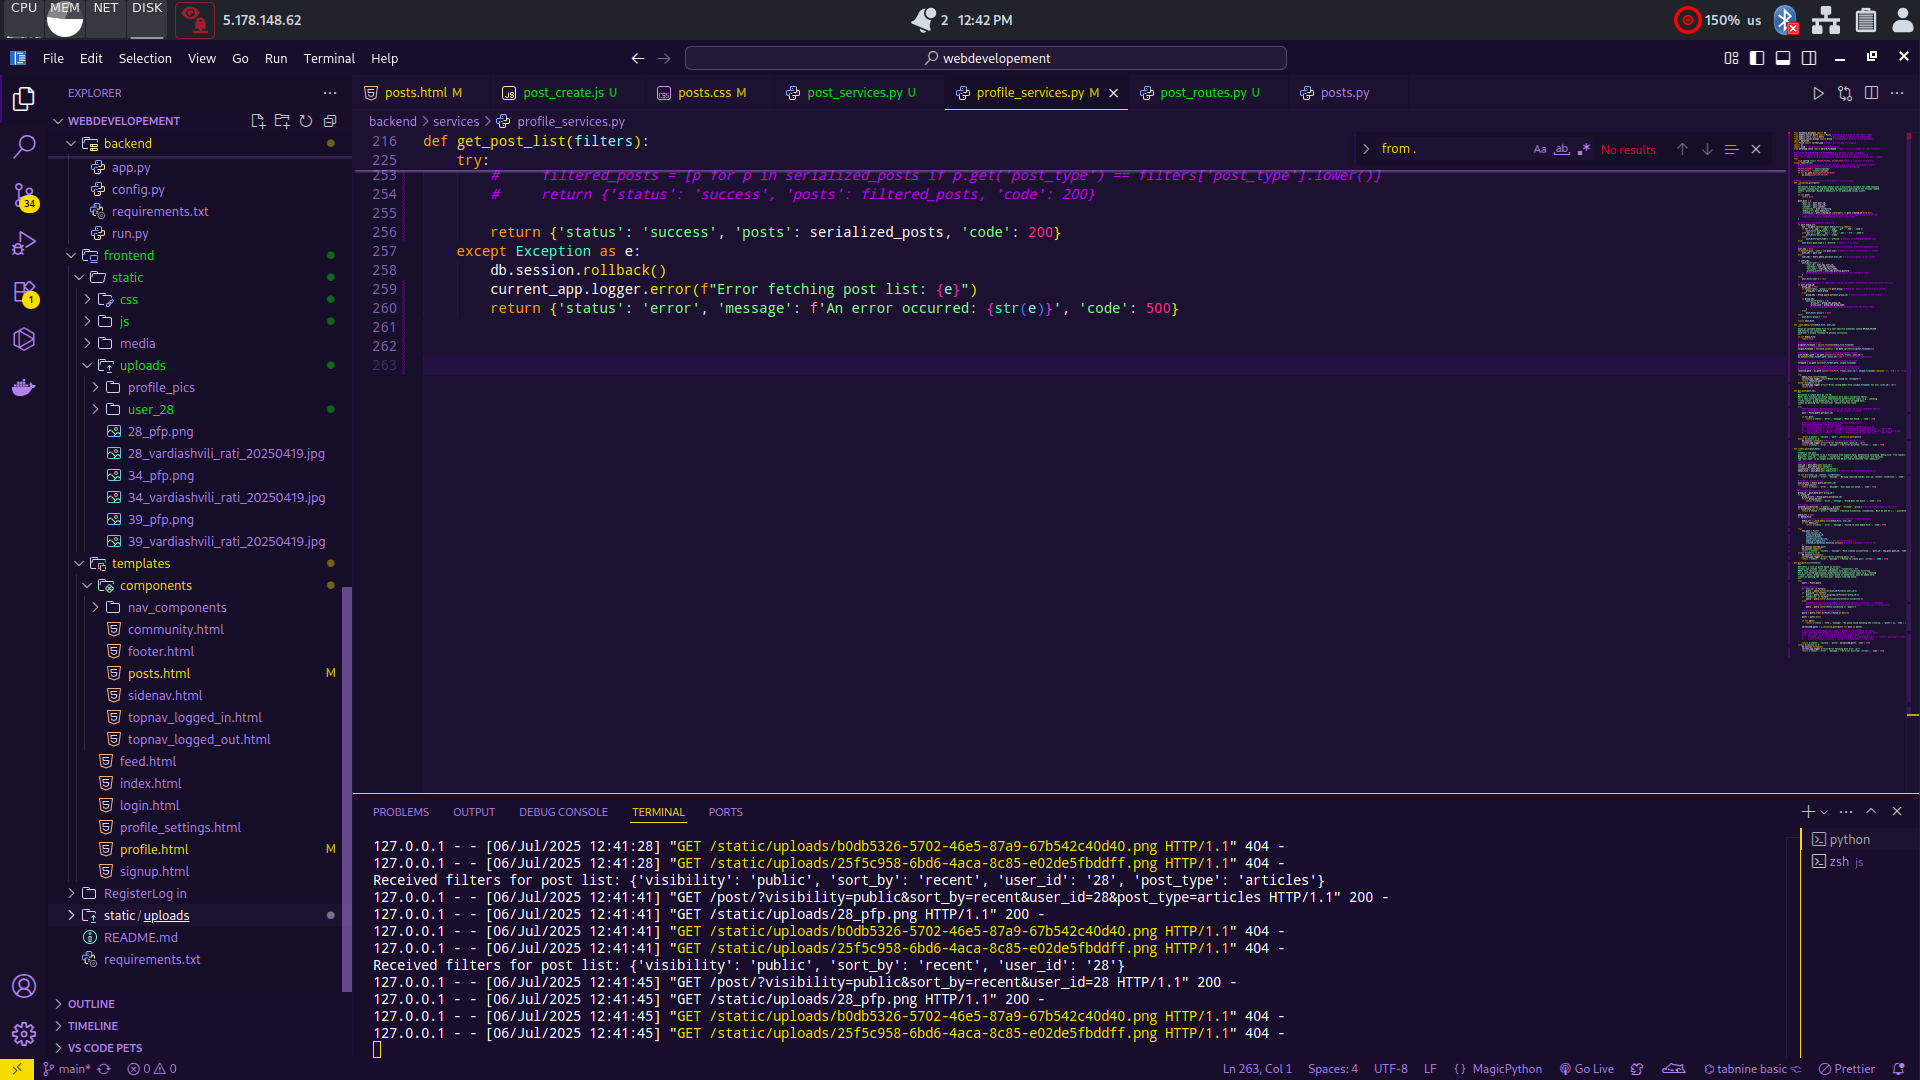 CPU MEM NET DISK 5.178.148.62 2 12:42 PM 150% us
File Edit Selection View Go Run Terminal Help webdevelopement
EXPLORER
WEBDEVELOPEMENT
backend
app.py
config.py
requirements.txt
run.py
frontend
static
css
js
media
uploads
profile_pics
user_28
28_pfp.png
28_vardiashvili_rati_20250419.jpg
34_pfp.png
34_vardiashvili_rati_20250419.jpg
39_pfp.png
39_vardiashvili_rati_20250419.jpg
templates
components
nav_components
community.html
footer.html
posts.html M
sidenav.html
topnav_logged_in.html
topnav_logged_out.html
feed.html
index.html
login.html
profile_settings.html
profile.html M
signup.html
RegisterLog in
static/uploads
README.md
requirements.txt
OUTLINE
TIMELINE
VS CODE PETS
34
1
posts.html M post_create.js U posts.css M post_services.py U profile_services.py M post_routes.py U posts.py
backend > services > profile_services.py
from . Aa ab No results
216 def get_post_list(filters):
225 try:
253 # filtered_posts = [p for p in serialized_posts if p.get('post_type') == filters['post_type'].lower()]
254 # return {'status': 'success', 'posts': filtered_posts, 'code': 200}
255
256 return {'status': 'success', 'posts': serialized_posts, 'code': 200}
257 except Exception as e:
258 db.session.rollback()
259 current_app.logger.error(f"Error fetching post list: {e}")
260 return {'status': 'error', 'message': f'An error occurred: {str(e)}', 'code': 500}
261
262
263
PROBLEMS OUTPUT DEBUG CONSOLE TERMINAL PORTS
127.0.0.1 - - [06/Jul/2025 12:41:28] "GET /static/uploads/b0db5326-5702-46e5-87a9-67b542c40d40.png HTTP/1.1" 404 -
127.0.0.1 - - [06/Jul/2025 12:41:28] "GET /static/uploads/25f5c958-6bd6-4aca-8c85-e02de5fbddff.png HTTP/1.1" 404 -
Received filters for post list: {'visibility': 'public', 'sort_by': 'recent', 'user_id': '28', 'post_type': 'articles'}
127.0.0.1 - - [06/Jul/2025 12:41:41] "GET /post/?visibility=public&sort_by=recent&user_id=28&post_type=articles HTTP/1.1" 200 -
127.0.0.1 - - [06/Jul/2025 12:41:41] "GET /static/uploads/28_pfp.png HTTP/1.1" 200 -
127.0.0.1 - - [06/Jul/2025 12:41:41] "GET /static/uploads/b0db5326-5702-46e5-87a9-67b542c40d40.png HTTP/1.1" 404 -
127.0.0.1 - - [06/Jul/2025 12:41:41] "GET /static/uploads/25f5c958-6bd6-4aca-8c85-e02de5fbddff.png HTTP/1.1" 404 -
Received filters for post list: {'visibility': 'public', 'sort_by': 'recent', 'user_id': '28'}
127.0.0.1 - - [06/Jul/2025 12:41:45] "GET /post/?visibility=public&sort_by=recent&user_id=28 HTTP/1.1" 200 -
127.0.0.1 - - [06/Jul/2025 12:41:45] "GET /static/uploads/28_pfp.png HTTP/1.1" 200 -
127.0.0.1 - - [06/Jul/2025 12:41:45] "GET /static/uploads/b0db5326-5702-46e5-87a9-67b542c40d40.png HTTP/1.1" 404 -
127.0.0.1 - - [06/Jul/2025 12:41:45] "GET /static/uploads/25f5c958-6bd6-4aca-8c85-e02de5fbddff.png HTTP/1.1" 404 -
python
zsh js
main* 0 0 Ln 263, Col 1 Spaces: 4 UTF-8 LF { } MagicPython Go Live tabnine basic Prettier